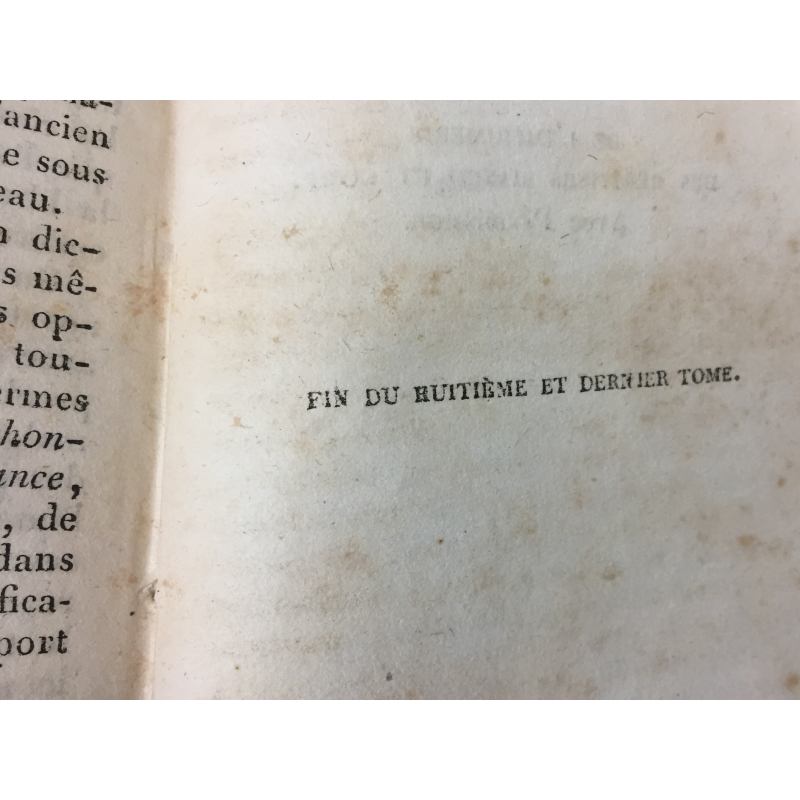 ancien
e sous
eau.
dic-
s mê-
s op-
tou-
ermes
hon-
ance,
, de
dans
fica-
port
FIN DU HUITIÈME ET DERNIER TOME.